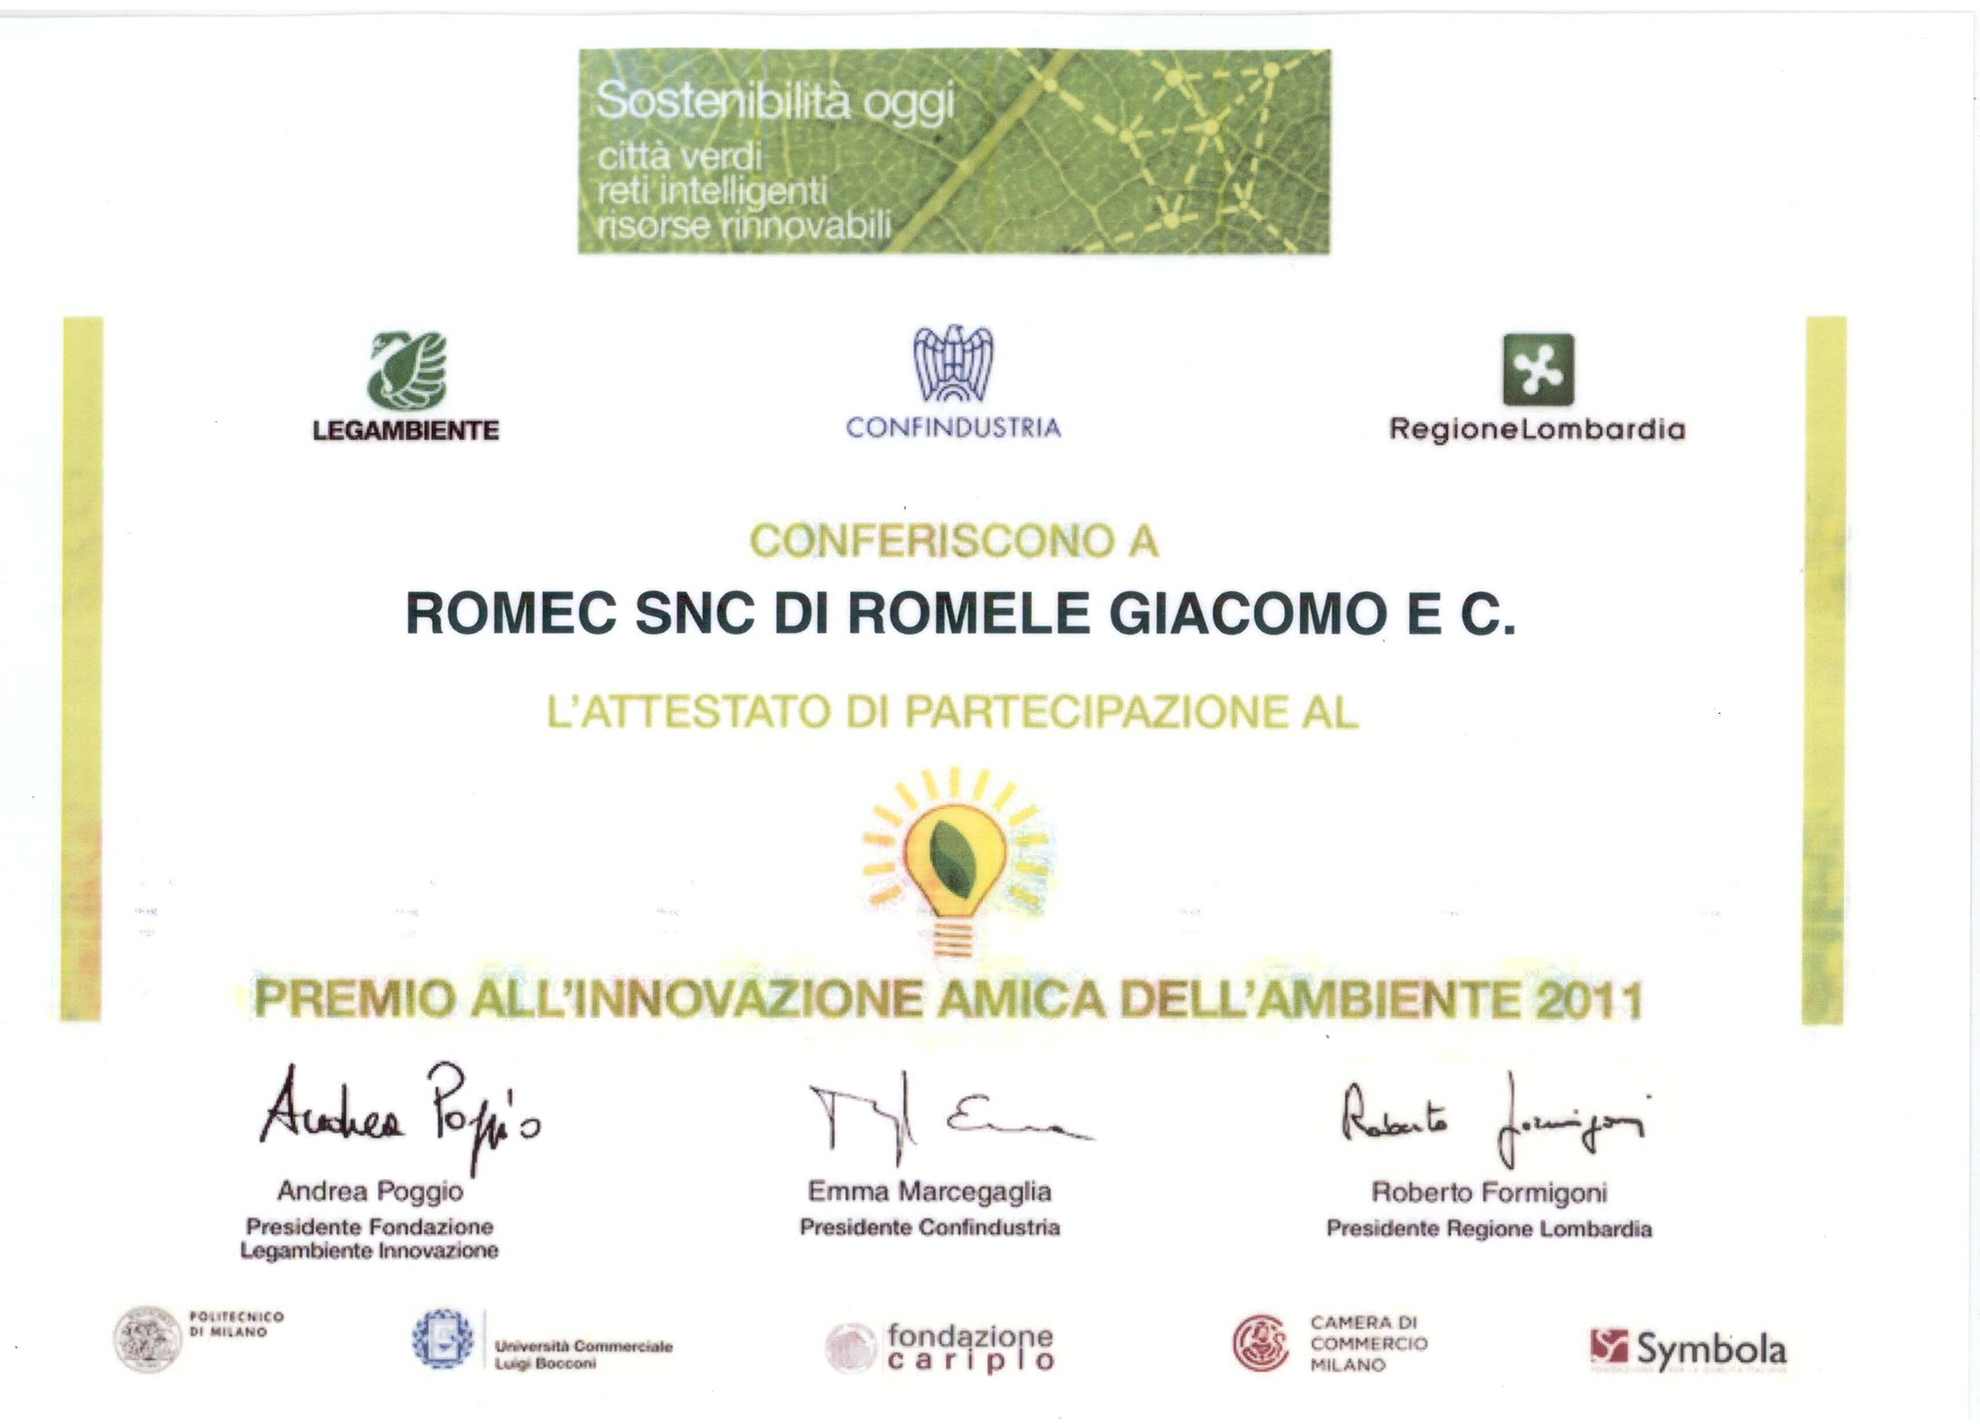 Sostenibilità oggi
città verdi
reti intelligenti
risorse rinnovabili
LEGAMBIENTE
CONFINDUSTRIA
RegioneLombardia
CONFERISCONO A
ROMEC SNC DI ROMELE GIACOMO E C.
L'ATTESTATO DI PARTECIPAZIONE AL
PREMIO ALL'INNOVAZIONE AMICA DELL'AMBIENTE 2011
Andrea Poggio
Emma
Roberto Formigoni
Andrea Poggio
Presidente Fondazione
Legambiente Innovazione
Emma Marcegaglia
Presidente Confindustria
Roberto Formigoni
Presidente Regione Lombardia
POLITECNICO
DI MILANO
Università Commerciale
Luigi Bocconi
fondazione
cariplo
CAMERA DI
COMMERCIO
MILANO
Symbola